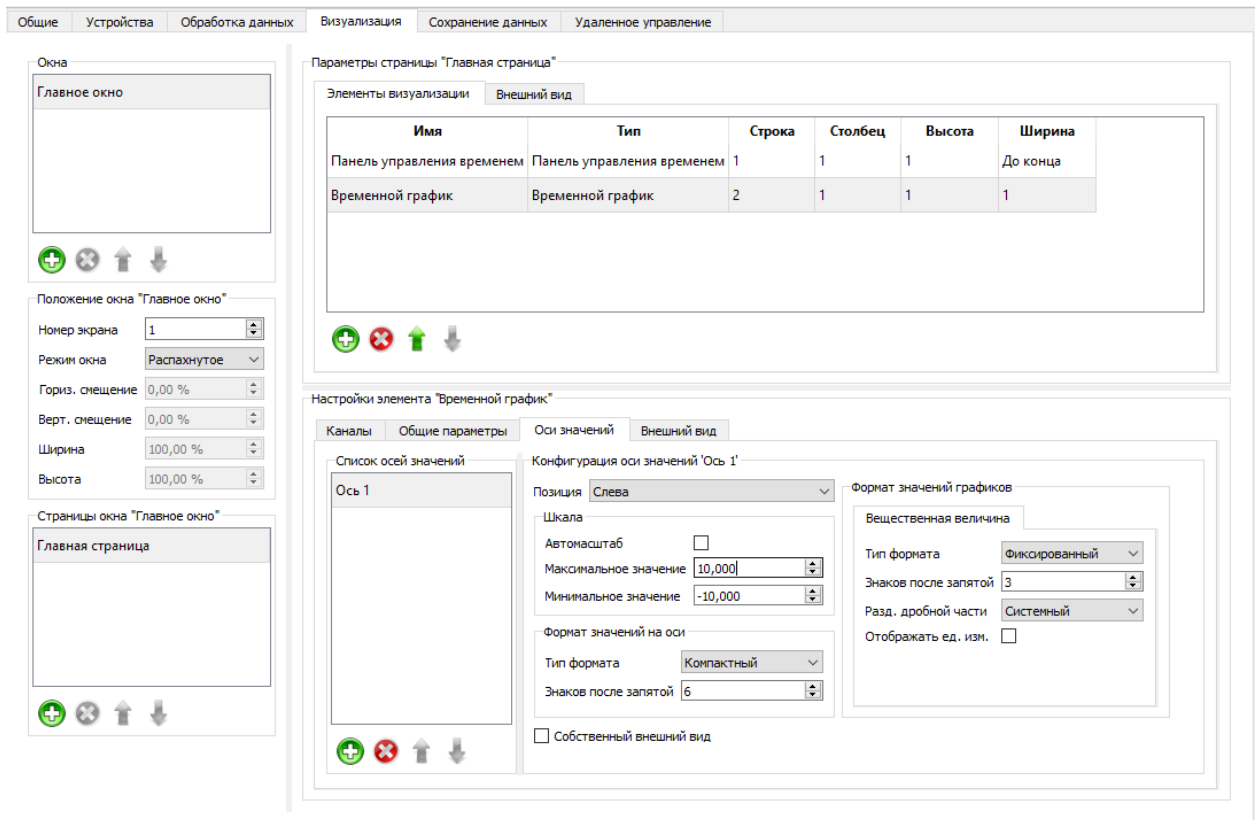 Общие Устройства Обработка данных Визуализация Сохранение данных Удаленное управление
Окна
Главное окно
Положение окна "Главное окно"
Номер экрана 1
Режим окна Распахнутое
Гориз. смещение 0,00 %
Верт. смещение 0,00 %
Ширина 100,00 %
Высота 100,00 %
Страницы окна "Главное окно"
Главная страница
Параметры страницы "Главная страница"
Элементы визуализации Внешний вид
Имя Тип Строка Столбец Высота Ширина
Панель управления временем Панель управления временем 1 1 1 До конца
Временной график Временной график 2 1 1 1
Настройки элемента "Временной график"
Каналы Общие параметры Оси значений Внешний вид
Список осей значений
Ось 1
Конфигурация оси значений 'Ось 1'
Позиция Слева
Шкала
Автомасштаб
Максимальное значение 10,000
Минимальное значение -10,000
Формат значений на оси
Тип формата Компактный
Знаков после запятой 6
Собственный внешний вид
Формат значений графиков
Вещественная величина
Тип формата Фиксированный
Знаков после запятой 3
Разд. дробной части Системный
Отображать ед. изм.